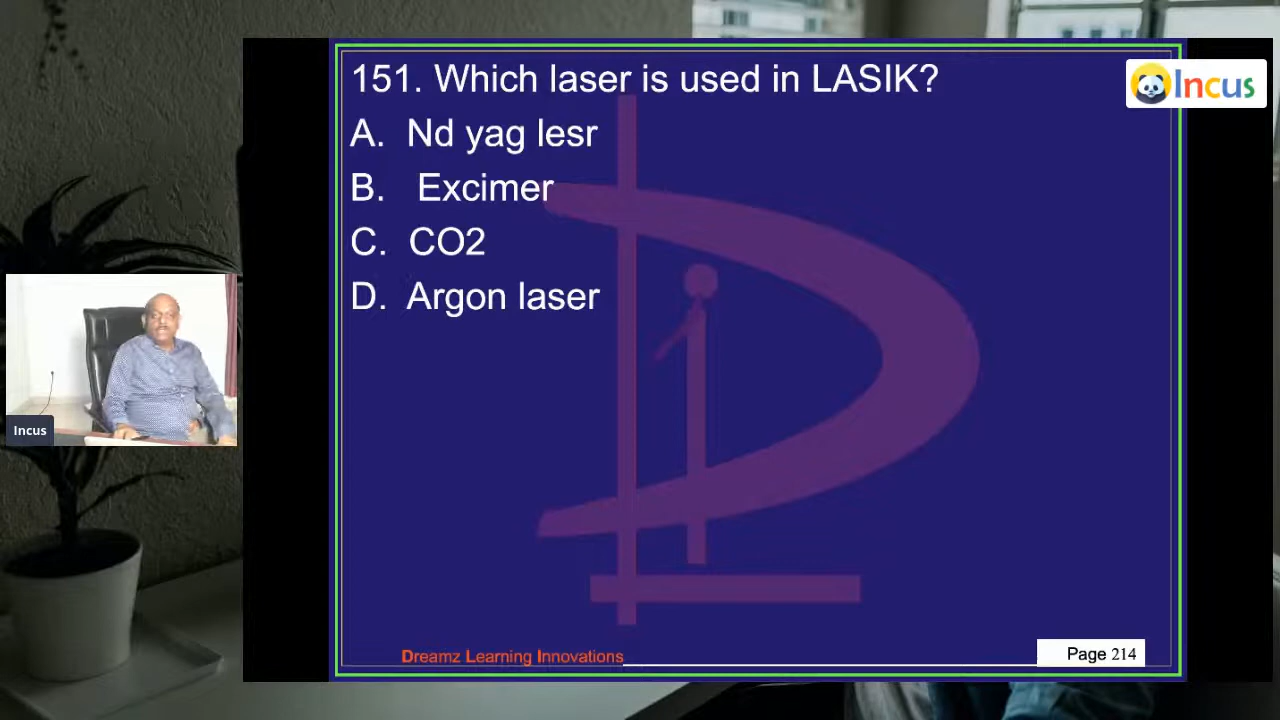 151. Which laser is used in LASIK?
A. Nd yag lesr
B. Excimer
C. CO2
D. Argon laser
Incus
Incus
Dreamz Learning Innovations
Page 214